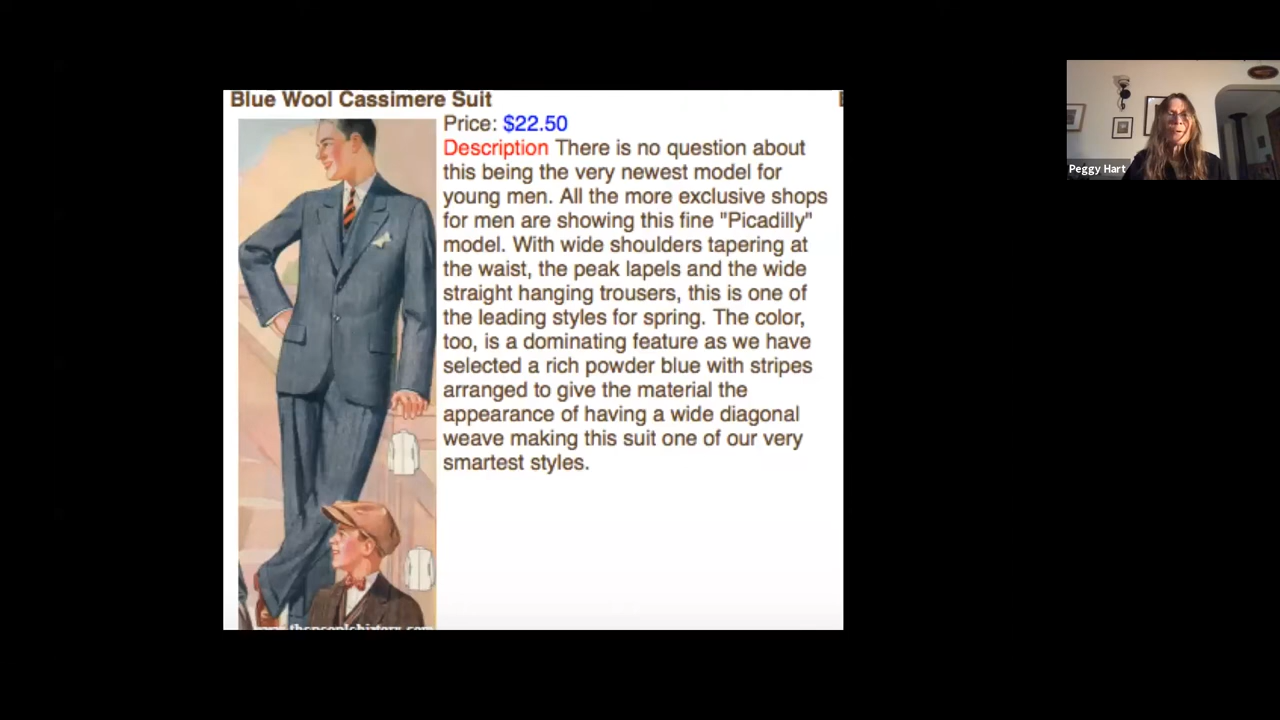 Blue Wool Cassimere Suit
Price: $22.50
Description There is no question about
this being the very newest model for
young men. All the more exclusive shops
for men are showing this fine "Picadilly"
model. With wide shoulders tapering at
the waist, the peak lapels and the wide
straight hanging trousers, this is one of
the leading styles for spring. The color,
too, is a dominating feature as we have
selected a rich powder blue with stripes
arranged to give the material the
appearance of having a wide diagonal
weave making this suit one of our very
smartest styles.
Peggy Hart